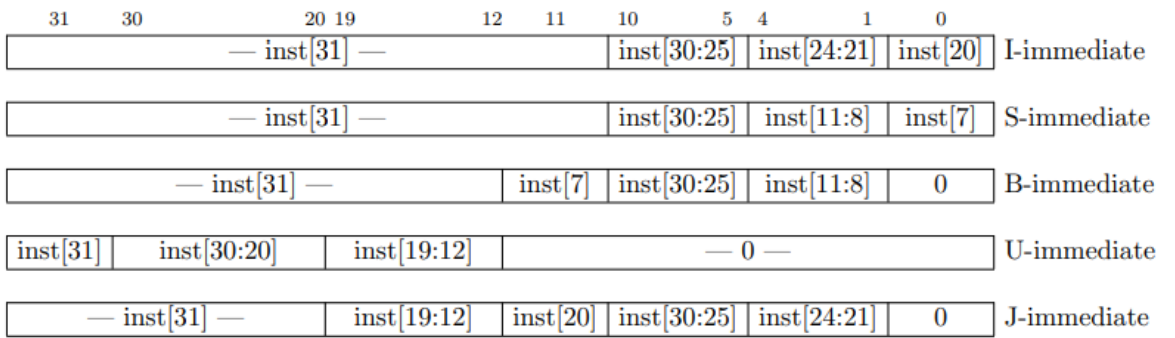 31 30 20 19 12 11 10 5 4 1 0
— inst[31] — inst[30:25] inst[24:21] inst[20] I-immediate
— inst[31] — inst[30:25] inst[11:8] inst[7] S-immediate
— inst[31] — inst[7] inst[30:25] inst[11:8] 0 B-immediate
inst[31] inst[30:20] inst[19:12] — 0 — U-immediate
— inst[31] — inst[19:12] inst[20] inst[30:25] inst[24:21] 0 J-immediate